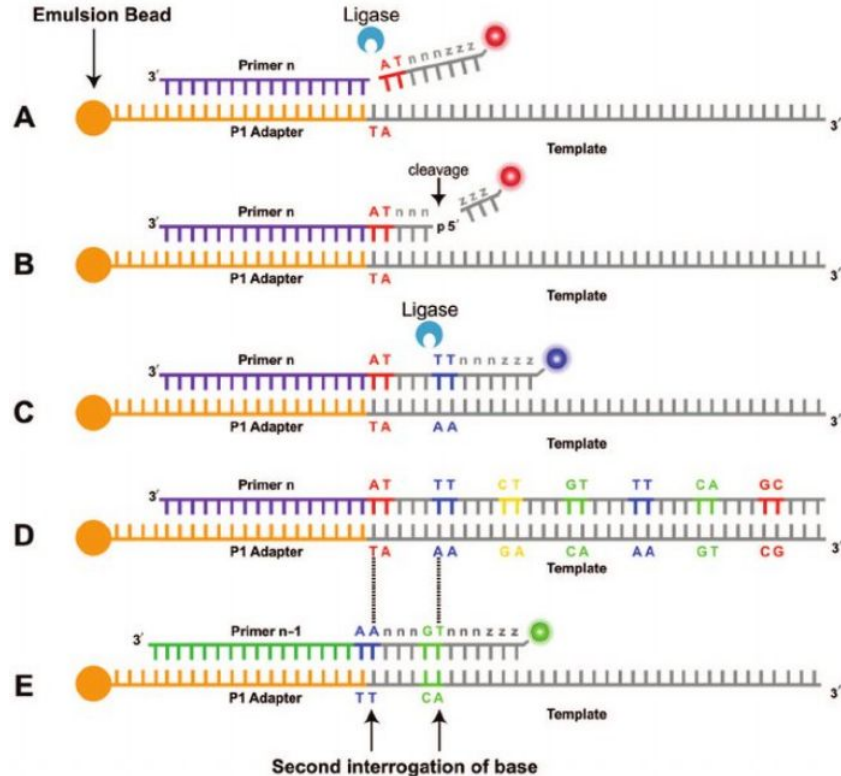 Emulsion Bead
Ligase
A T n n n z z z
3′ Primer n
A
P1 Adapter T A Template 3′
cleavage
z z z
A T n n n
3′ Primer n p 5′
B
P1 Adapter T A Template 3′
Ligase
A T T T n n n z z z
3′ Primer n
C
P1 Adapter T A A A Template 3′
Primer n A T T T C T G T T T C A G C
3′
D
P1 Adapter T A A A G A C A A A G T C G 3′
Template
A A n n n G T n n n z z z
3′ Primer n–1
E
P1 Adapter T T C A Template 3′
Second interrogation of base